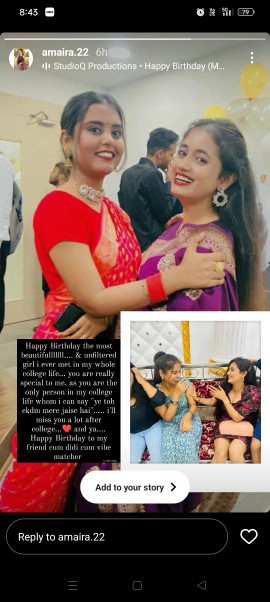 8:43
79
amaira.22 6h
StudioQ Productions • Happy Birthday (M...
Happy Birthday the most
beautifulllllll.... & unfiltered
girl i ever met in my whole
college life... you are really
special to me, as you are the
only person in my college
life whom i can say "ye toh
ekdm mere jaise hai"..... i'll
miss you a lot after
college...❤️ and ya....
Happy Birthday to my
friend cum didi cum vibe
matcher
Add to your story
Reply to amaira.22